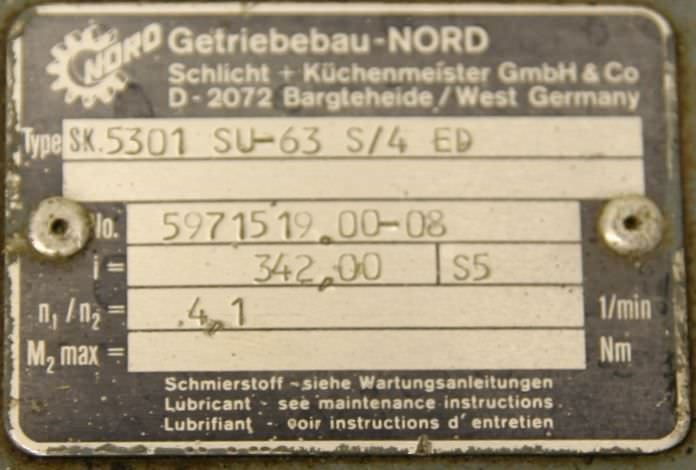 NORD Getriebebau-NORD
Schlicht + Küchenmeister GmbH & Co
D-2072 Bargteheide/West Germany
Type SK.5301 SU-63 S/4 ED
No. 5971519,00-08
i = 342,00 S5
n1/n2 = 4,1 1/min
M2 max = Nm
Schmierstoff - siehe Wartungsanleitungen
Lubricant - see maintenance instructions
Lubrifiant - voir instructions d'entretien